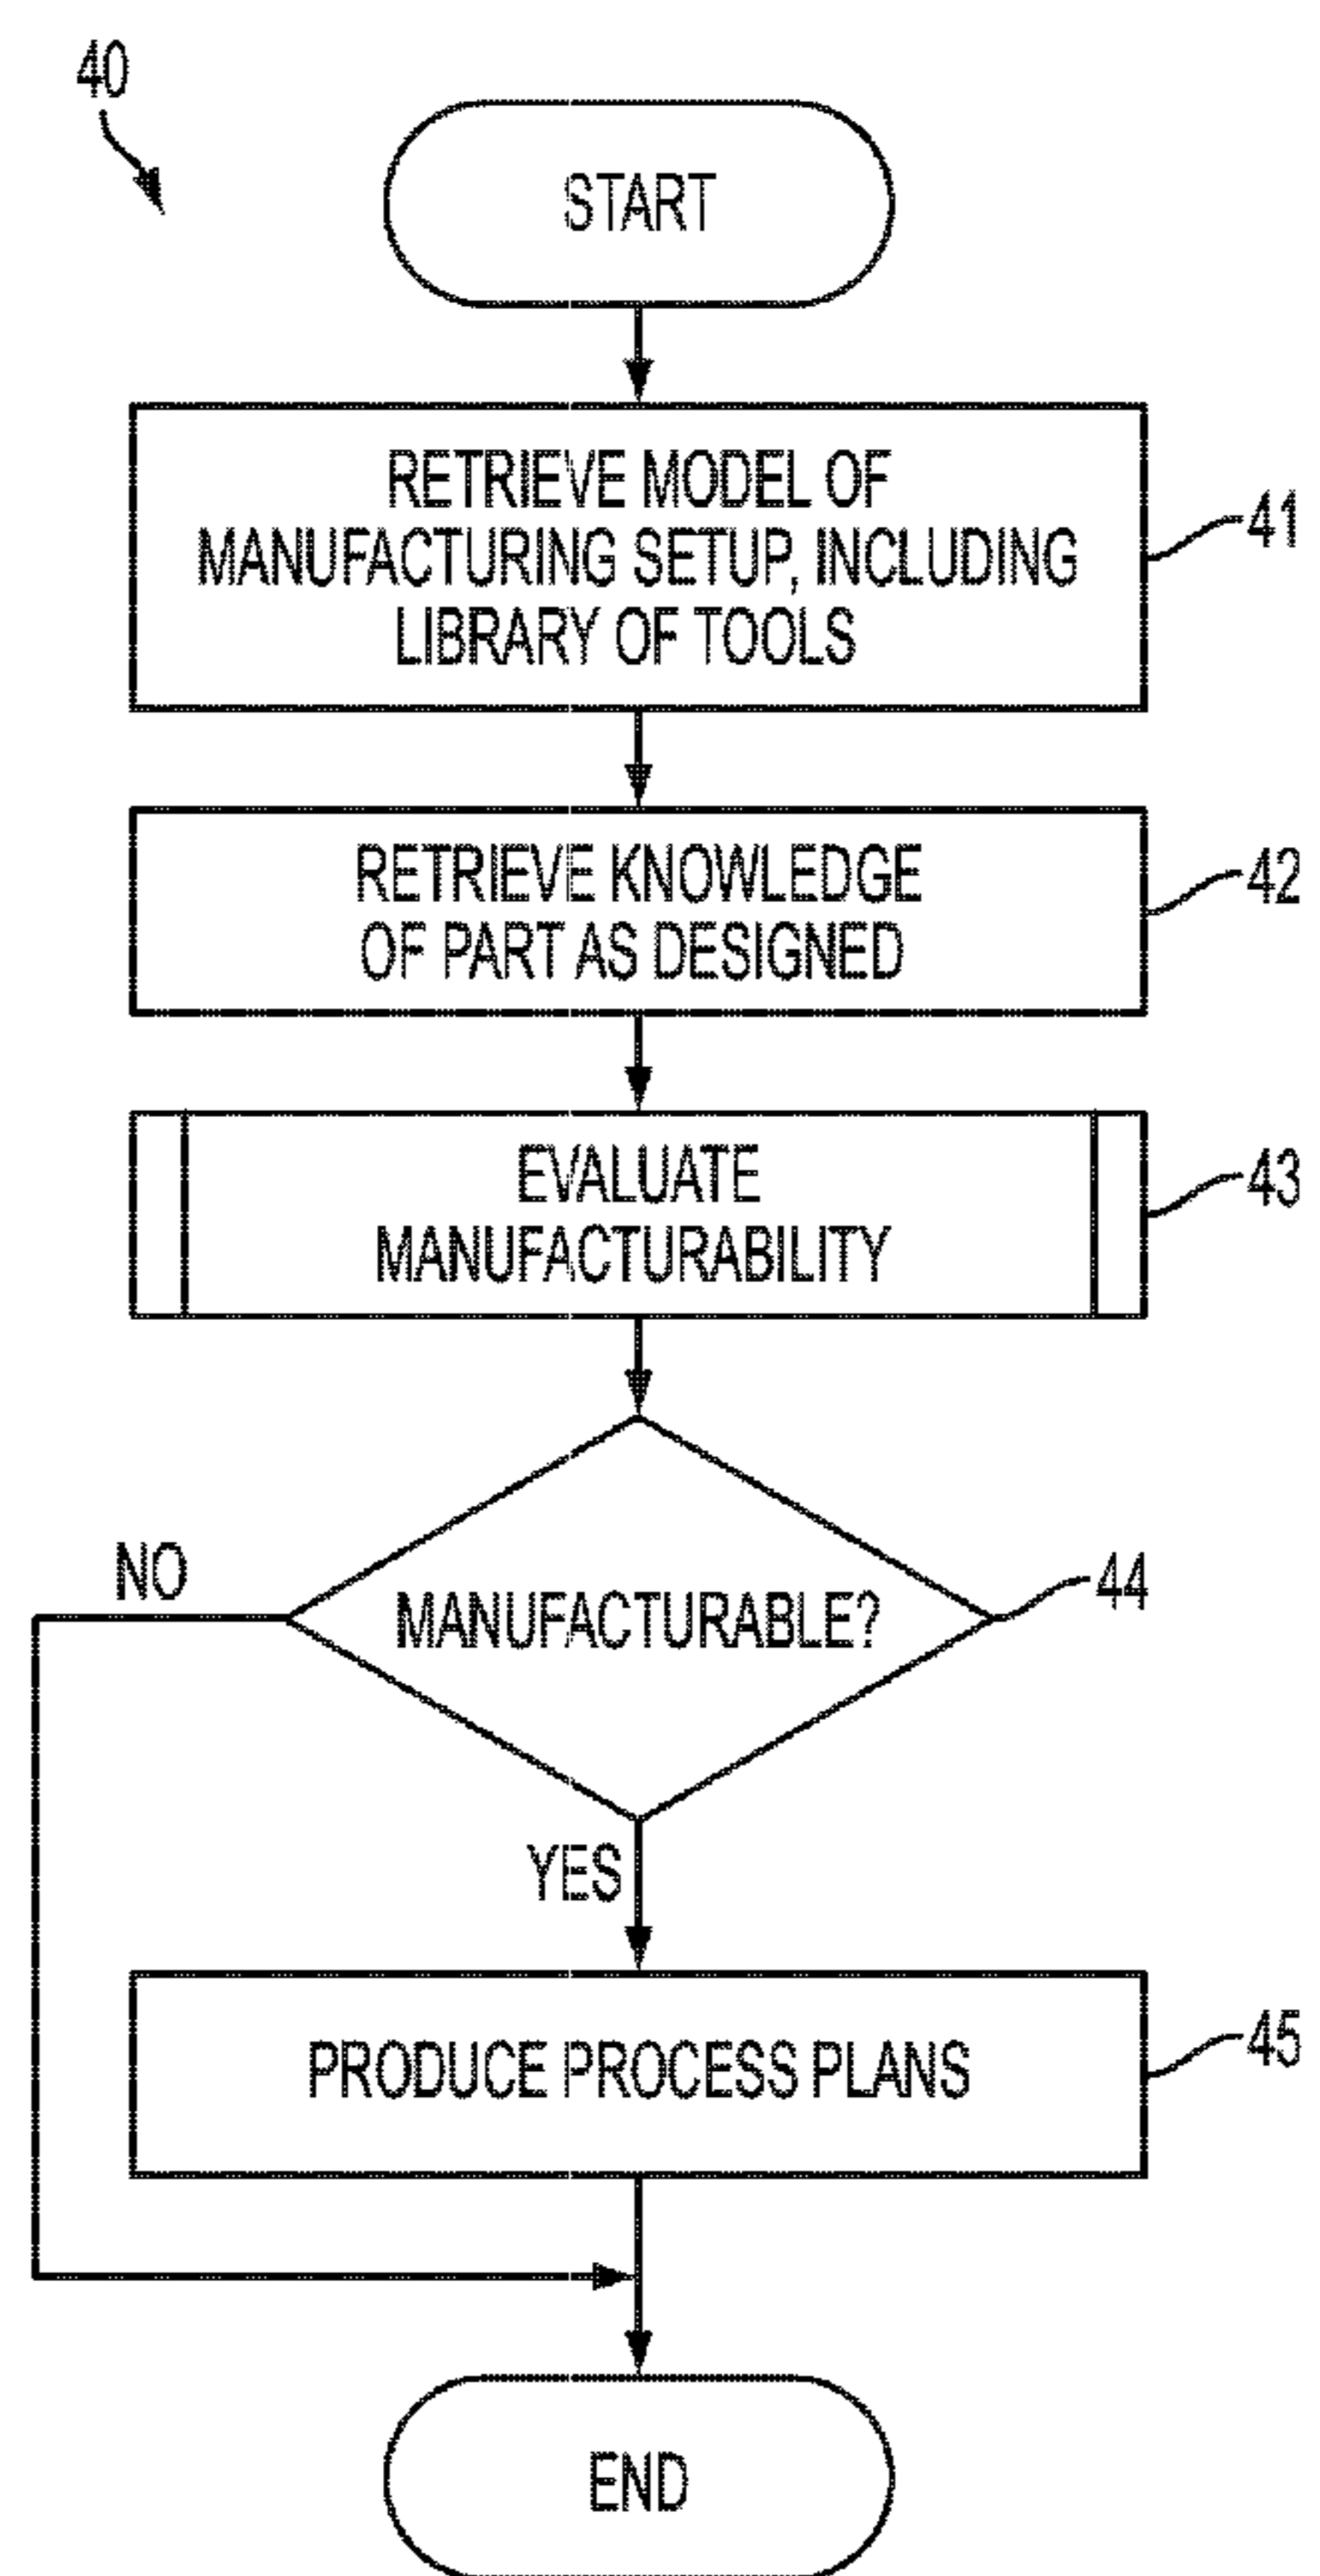 40
START
RETRIEVE MODEL OF
MANUFACTURING SETUP, INCLUDING
LIBRARY OF TOOLS
41
RETRIEVE KNOWLEDGE
OF PART AS DESIGNED
42
EVALUATE
MANUFACTURABILITY
43
NO
MANUFACTURABLE?
44
YES
PRODUCE PROCESS PLANS
45
END